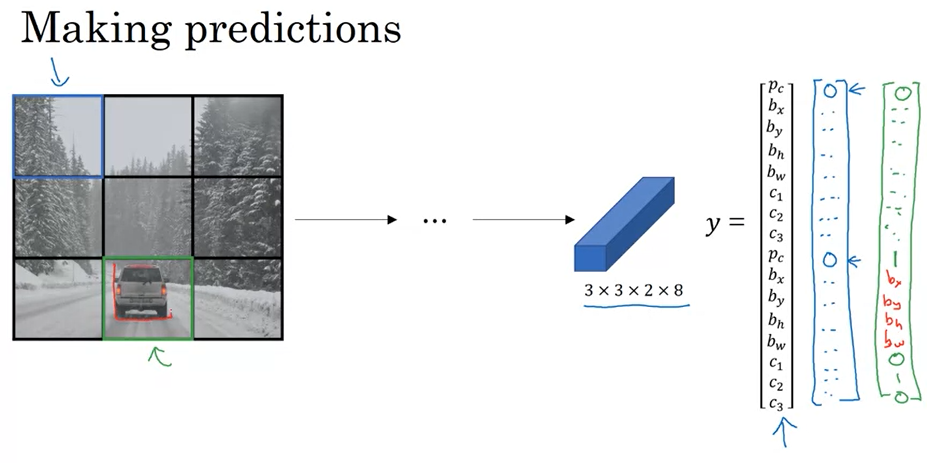 Making predictions
...
3 × 3 × 2 × 8
y =
p_c
b_x
b_y
b_h
b_w
c_1
c_2
c_3
p_c
b_x
b_y
b_h
b_w
c_1
c_2
c_3
0
0
0
1
b_x
b_y
b_h
b_w
0
1
0